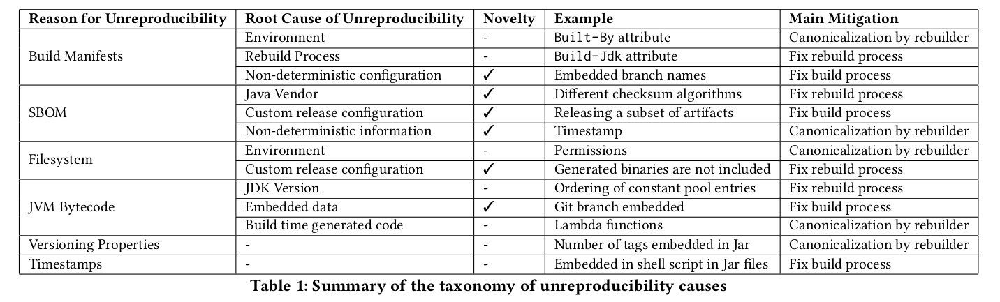 Reason for Unreproducibility Root Cause of Unreproducibility Novelty Example Main Mitigation
Build Manifests Environment - Built-By attribute Canonicalization by rebuilder
Rebuild Process - Build-Jdk attribute Fix rebuild process
Non-deterministic configuration ✓ Embedded branch names Fix build process
SBOM Java Vendor ✓ Different checksum algorithms Fix rebuild process
Custom release configuration ✓ Releasing a subset of artifacts Fix build process
Non-deterministic information ✓ Timestamp Canonicalization by rebuilder
Filesystem Environment - Permissions Canonicalization by rebuilder
Custom release configuration ✓ Generated binaries are not included Fix rebuild process
JVM Bytecode JDK Version - Ordering of constant pool entries Fix rebuild process
Embedded data ✓ Git branch embedded Fix build process
Build time generated code - Lambda functions Canonicalization by rebuilder
Versioning Properties - - Number of tags embedded in Jar Canonicalization by rebuilder
Timestamps - - Embedded in shell script in Jar files Fix build process
Table 1: Summary of the taxonomy of unreproducibility causes